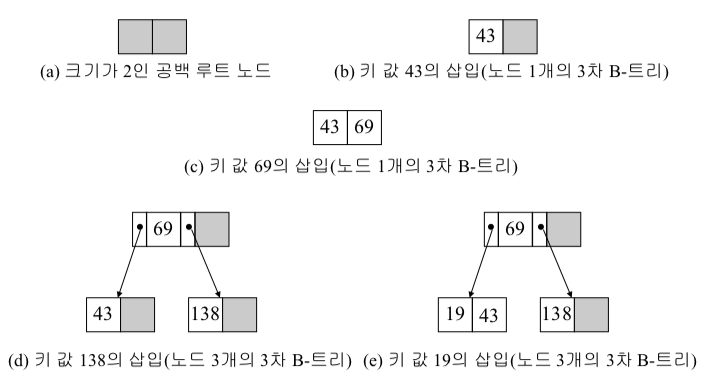 (a) 크기가 2인 공백 루트 노드
43
(b) 키 값 43의 삽입(노드 1개의 3차 B-트리)
43 69
(c) 키 값 69의 삽입(노드 1개의 3차 B-트리)
69
43 138
(d) 키 값 138의 삽입(노드 3개의 3차 B-트리)
69
19 43 138
(e) 키 값 19의 삽입(노드 3개의 3차 B-트리)